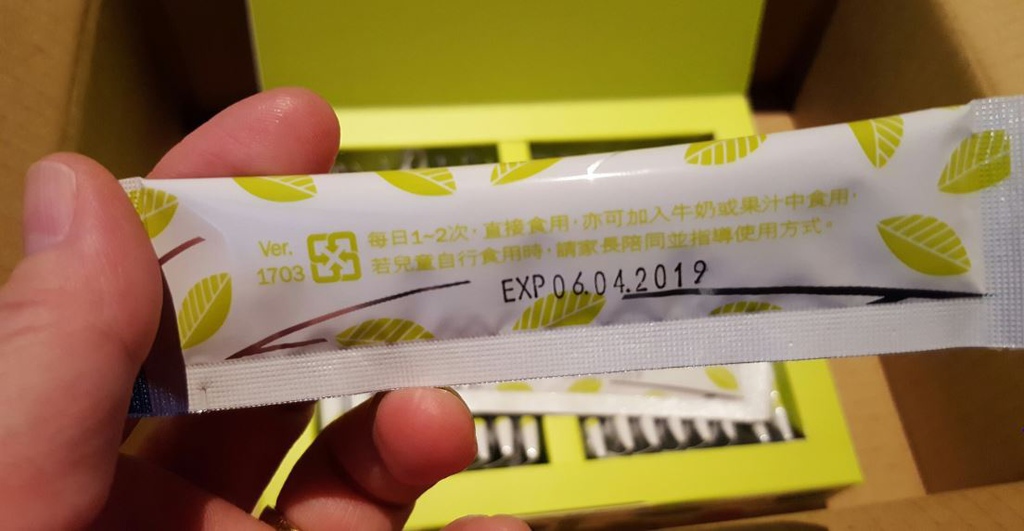 Ver.
1703
每日1~2次，直接食用，亦可加入牛奶或果汁中食用，
若兒童自行食用時，請家長陪同並指導使用方式。
EXP 06.04.2019